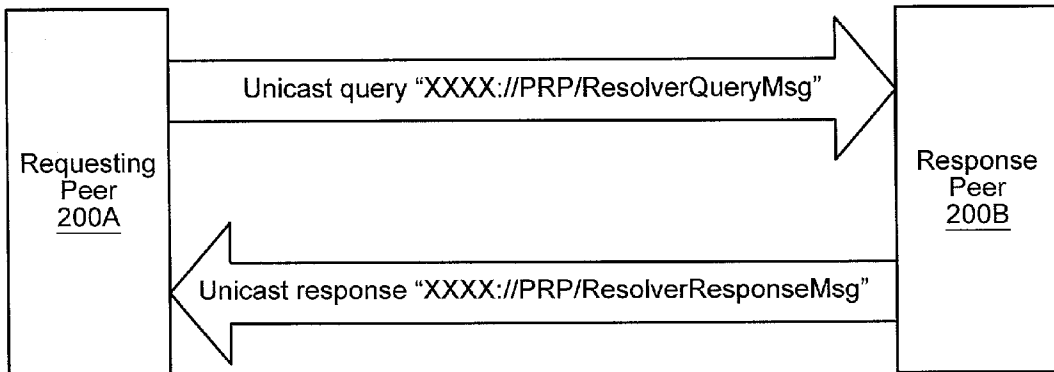 Unicast query “XXXX://PRP/ResolverQueryMsg”
Requesting
Peer
200A
Response
Peer
200B
Unicast response “XXXX://PRP/ResolverResponseMsg”